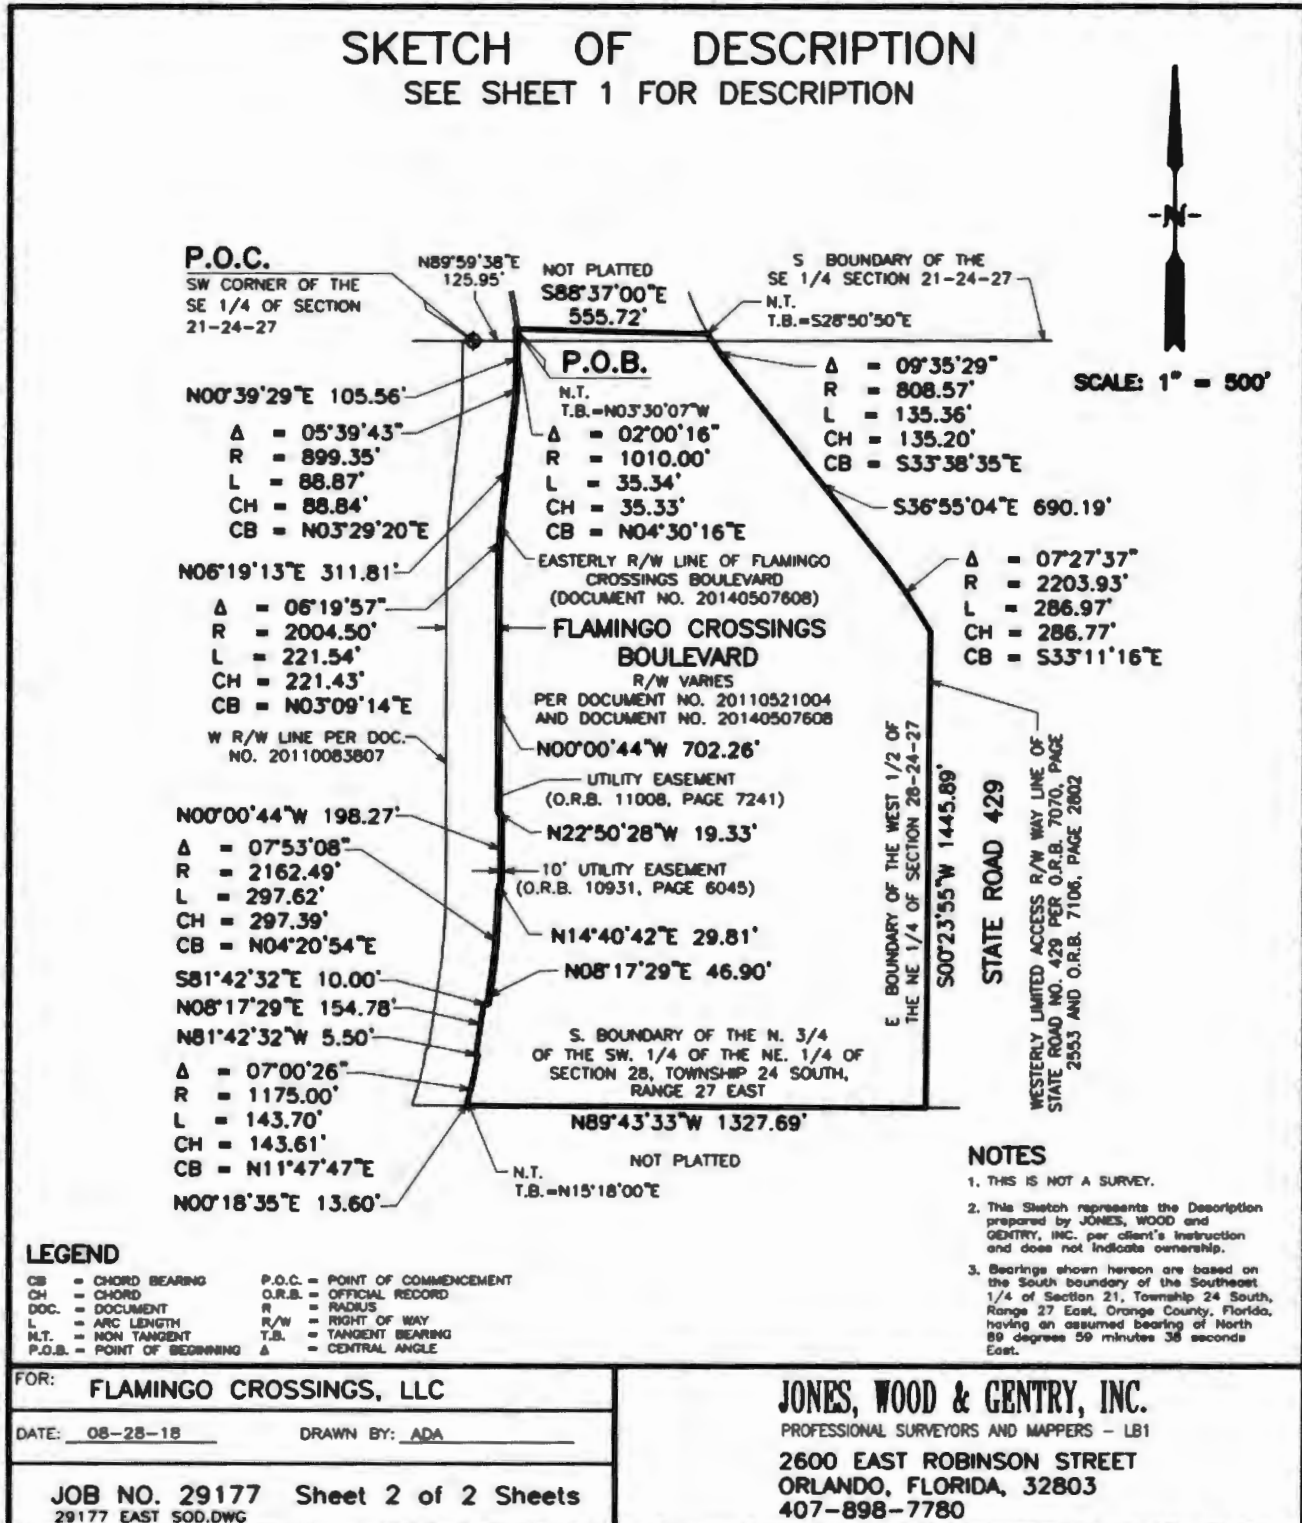 SKETCH OF DESCRIPTION
SEE SHEET 1 FOR DESCRIPTION
N
SCALE: 1" = 500'
P.O.C.
SW CORNER OF THE
SE 1/4 OF SECTION
21-24-27
N89°59'38"E
125.95'
NOT PLATTED
S88°37'00"E
555.72'
S BOUNDARY OF THE
SE 1/4 SECTION 21-24-27
N.T.
T.B.=S28°50'50"E
P.O.B.
N.T.
T.B.=N03°30'07"W
Δ = 02°00'16"
R = 1010.00'
L = 35.34'
CH = 35.33'
CB = N04°30'16"E
Δ = 09°35'29"
R = 808.57'
L = 135.36'
CH = 135.20'
CB = S33°38'35"E
S36°55'04"E 690.19'
Δ = 07°27'37"
R = 2203.93'
L = 286.97'
CH = 286.77'
CB = S33°11'16"E
N00°39'29"E 105.56'
Δ = 05°39'43"
R = 899.35'
L = 88.87'
CH = 88.84'
CB = N03°29'20"E
N06°19'13"E 311.81'
Δ = 06°19'57"
R = 2004.50'
L = 221.54'
CH = 221.43'
CB = N03°09'14"E
W R/W LINE PER DOC.
NO. 20110083807
EASTERLY R/W LINE OF FLAMINGO
CROSSINGS BOULEVARD
(DOCUMENT NO. 20140507608)
FLAMINGO CROSSINGS
BOULEVARD
R/W VARIES
PER DOCUMENT NO. 20110521004
AND DOCUMENT NO. 20140507608
N00°00'44"W 702.26'
UTILITY EASEMENT
(O.R.B. 11008, PAGE 7241)
N22°50'28"W 19.33'
10' UTILITY EASEMENT
(O.R.B. 10931, PAGE 6045)
N14°40'42"E 29.81'
N08°17'29"E 46.90'
N00°00'44"W 198.27'
Δ = 07°53'08"
R = 2162.49'
L = 297.62'
CH = 297.39'
CB = N04°20'54"E
S81°42'32"E 10.00'
N08°17'29"E 154.78'
N81°42'32"W 5.50'
Δ = 07°00'26"
R = 1175.00'
L = 143.70'
CH = 143.61'
CB = N11°47'47"E
N00°18'35"E 13.60'
S. BOUNDARY OF THE N. 3/4
OF THE SW. 1/4 OF THE NE. 1/4 OF
SECTION 28, TOWNSHIP 24 SOUTH,
RANGE 27 EAST
N89°43'33"W 1327.69'
NOT PLATTED
N.T.
T.B.=N15°18'00"E
E BOUNDARY OF THE WEST 1/2 OF
THE NE 1/4 OF SECTION 28-24-27
S00°23'55"W 1445.89'
STATE ROAD 429
WESTERLY LIMITED ACCESS R/W WAY LINE OF
STATE ROAD NO. 429 PER O.R.B. 7070, PAGE
2553 AND O.R.B. 7106, PAGE 2802
NOTES
1. THIS IS NOT A SURVEY.
2. This Sketch represents the Description
prepared by JONES, WOOD and
GENTRY, INC. per client's instruction
and does not indicate ownership.
3. Bearings shown hereon are based on
the South boundary of the Southeast
1/4 of Section 21, Township 24 South,
Range 27 East, Orange County, Florida,
having an assumed bearing of North
89 degrees 59 minutes 38 seconds
East.
LEGEND
CB = CHORD BEARING
CH = CHORD
DOC. = DOCUMENT
L = ARC LENGTH
N.T. = NON TANGENT
P.O.B. = POINT OF BEGINNING
P.O.C. = POINT OF COMMENCEMENT
O.R.B. = OFFICIAL RECORD
R = RADIUS
R/W = RIGHT OF WAY
T.B. = TANGENT BEARING
Δ = CENTRAL ANGLE
FOR: FLAMINGO CROSSINGS, LLC
DATE: 08-28-18 DRAWN BY: ADA
JOB NO. 29177 Sheet 2 of 2 Sheets
29177 EAST SOD.DWG
JONES, WOOD & GENTRY, INC.
PROFESSIONAL SURVEYORS AND MAPPERS - LB1
2600 EAST ROBINSON STREET
ORLANDO, FLORIDA, 32803
407-898-7780